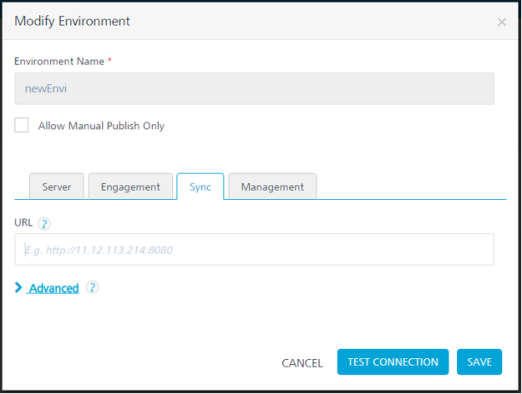 Modify Environment
Environment Name *
newEnvi
Allow Manual Publish Only
Server Engagement Sync Management
URL ?
E.g. http://11.12.113.214:8080
Advanced ?
CANCEL TEST CONNECTION SAVE